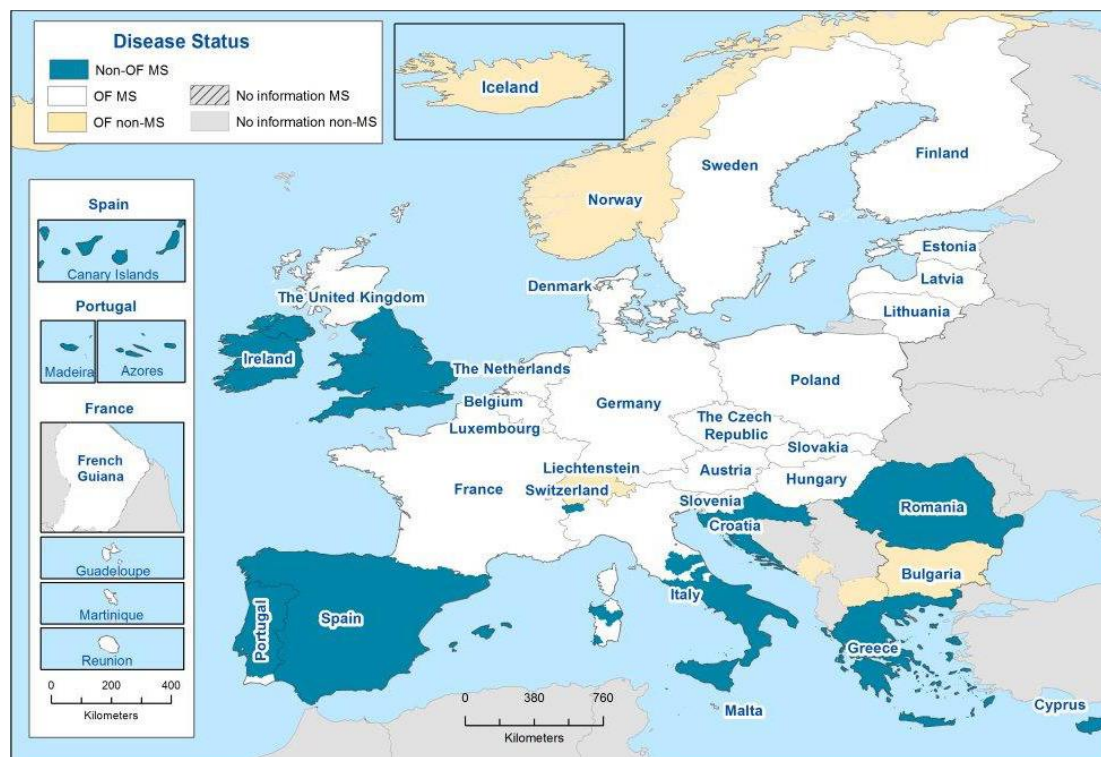 Disease Status
Non-OF MS
OF MS
No information MS
OF non-MS
No information non-MS
Iceland
Spain
Canary Islands
Portugal
Madeira
Azores
France
French
Guiana
Guadeloupe
Martinique
Reunion
0 200 400
Kilometers
Finland
Sweden
Norway
Estonia
Latvia
Lithuania
Denmark
The United Kingdom
Ireland
The Netherlands
Poland
Belgium
Germany
The Czech
Republic
Luxembourg
Slovakia
Liechtenstein
Austria
France
Switzerland
Hungary
Slovenia
Romania
Croatia
Bulgaria
Italy
Spain
Portugal
Greece
Malta
Cyprus
0 380 760
Kilometers